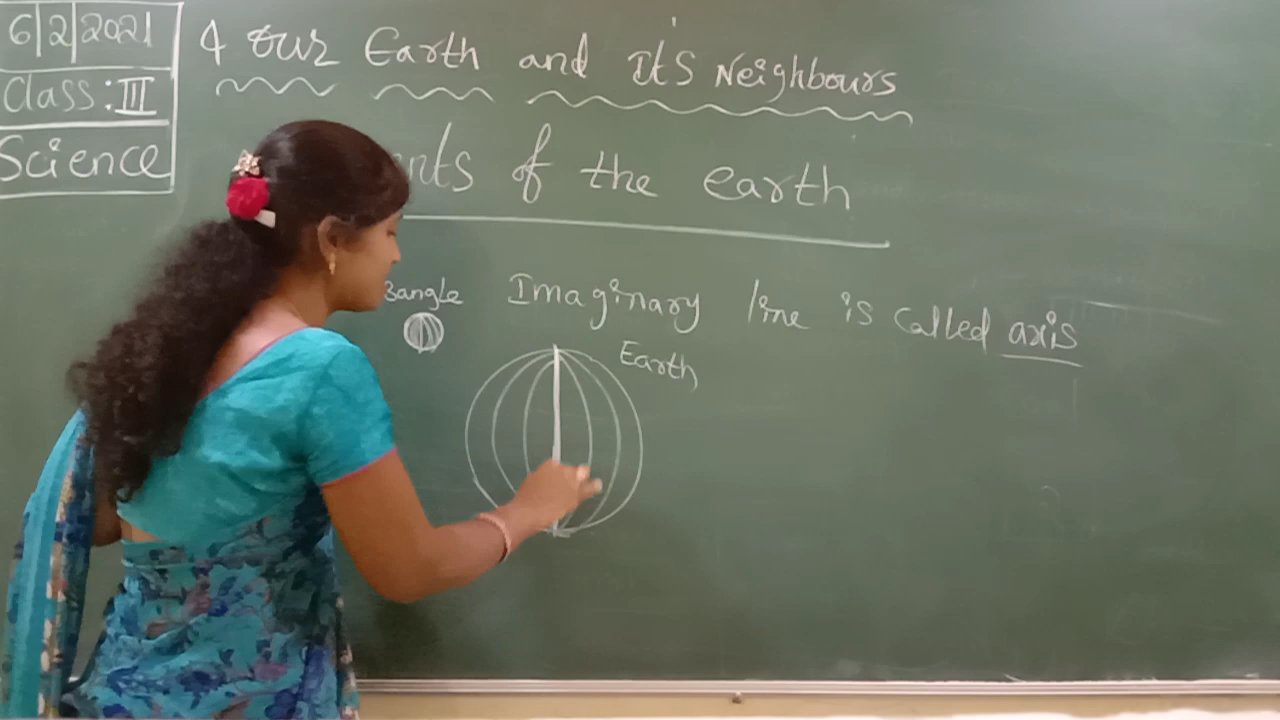 6/2/2021
Class : III
Science
4 our Earth and It's Neighbours
of the earth
Bangle
Imaginary line is called axis
Earth